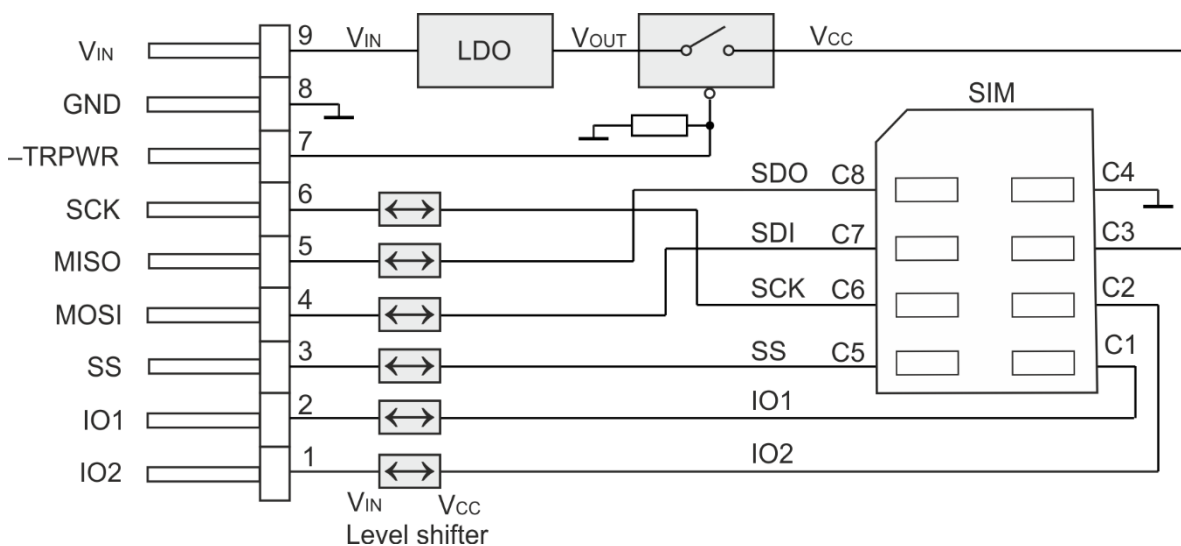 VIN 9 VIN LDO VOUT VCC
GND 8 SIM
–TRPWR 7
SCK 6 SDO C8 C4
MISO 5 SDI C7 C3
MOSI 4 SCK C6 C2
SS 3 SS C5 C1
IO1 2 IO1
IO2 1 IO2
VIN VCC
Level shifter